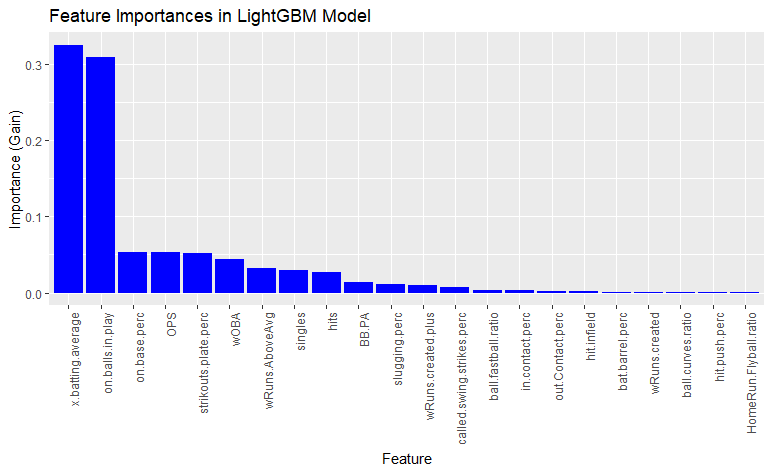 Feature Importances in LightGBM Model
Importance (Gain)
0.3
0.2
0.1
0.0
x.batting.average
on.balls.in.play
on.base.perc
OPS
strikouts.plate.perc
wOBA
wRuns.AboveAvg
singles
hits
BB.PA
slugging.perc
wRuns.created.plus
called.swing.strikes.perc
ball.fastball.ratio
in.contact.perc
out.Contact.perc
hit.infield
bat.barrel.perc
wRuns.created
ball.curves.ratio
hit.push.perc
HomeRun.Flyball.ratio
Feature